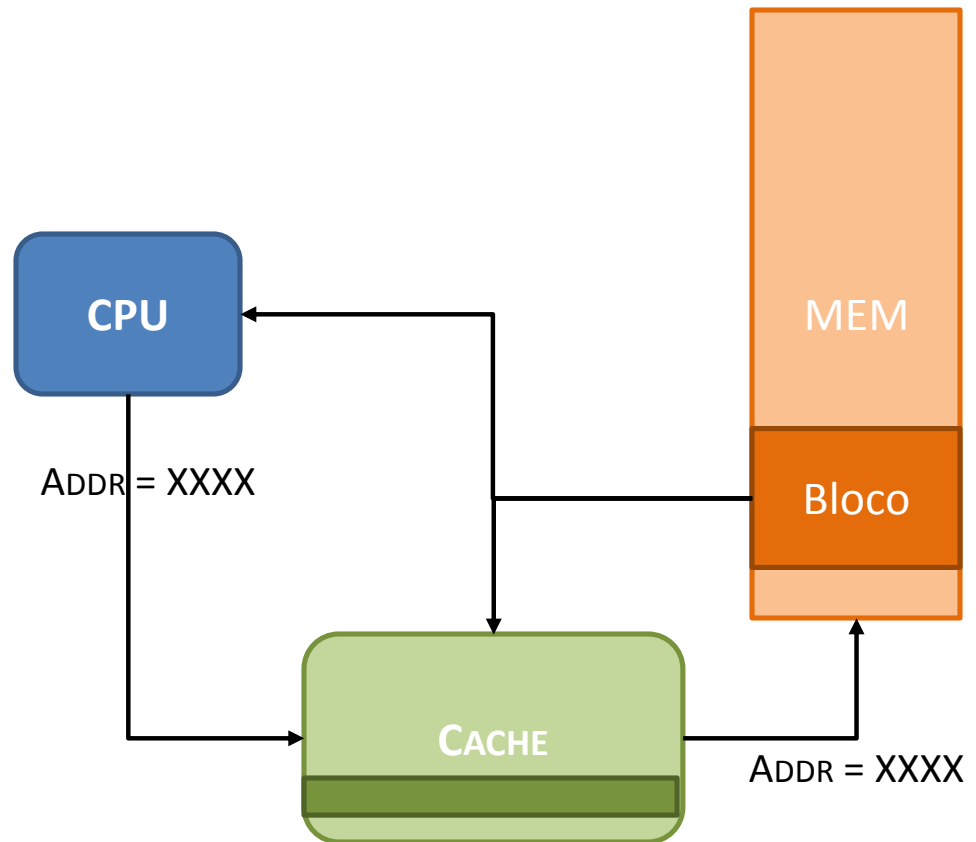 MEM
CPU
ADDR = XXXX
Bloco
CACHE
ADDR = XXXX